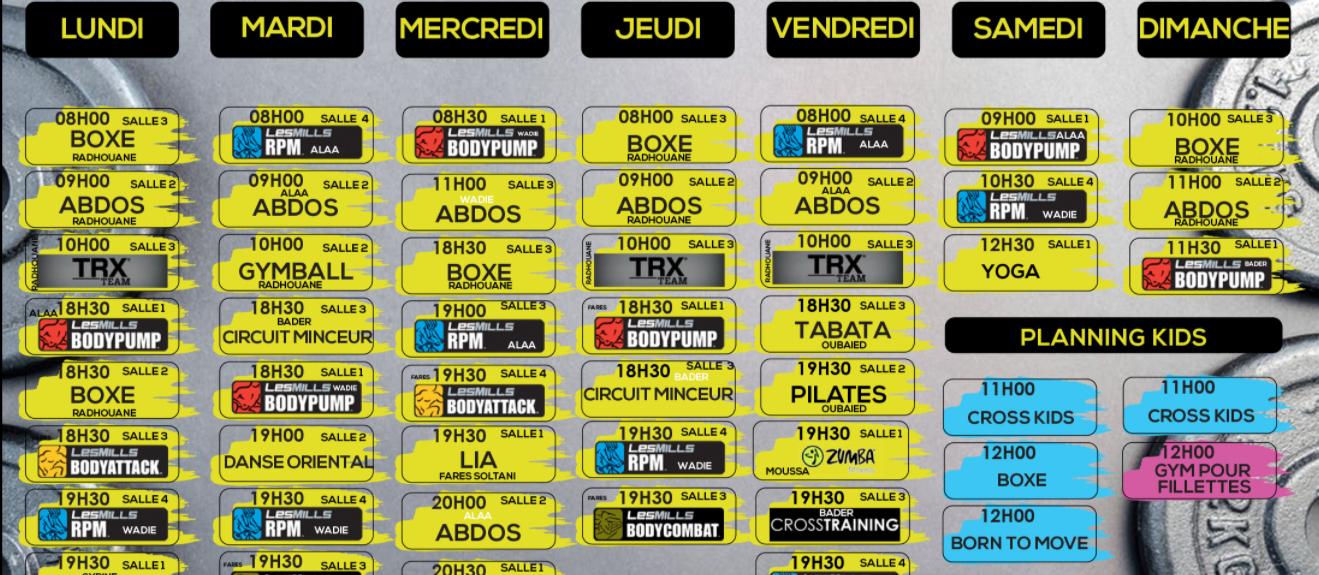 LUNDI
08H00 SALLE 3
BOXE
RADHOUANE
09H00 SALLE 2
ABDOS
RADHOUANE
10H00 SALLE 3
RADHOUANE
TRX
TEAM
ALAA 18H30 SALLE 1
LESMILLS
BODYPUMP
18H30 SALLE 2
BOXE
RADHOUANE
18H30 SALLE 3
LESMILLS
BODYATTACK
19H30 SALLE 4
LESMILLS
RPM WADIE
19H30 SALLE 1
MARDI
08H00 SALLE 4
LESMILLS
RPM ALAA
09H00 SALLE 2
ALAA
ABDOS
10H00 SALLE 2
GYMBALL
RADHOUANE
18H30 SALLE 3
BADER
CIRCUIT MINCEUR
18H30 SALLE 1
LESMILLS WADIE
BODYPUMP
19H00 SALLE 2
DANSE ORIENTAL
19H30 SALLE 4
LESMILLS
RPM WADIE
FARES 19H30 SALLE 3
MERCREDI
08H30 SALLE 1
LESMILLS WADIE
BODYPUMP
11H00 SALLE 3
WADIE
ABDOS
18H30 SALLE 3
BOXE
RADHOUANE
19H00 SALLE 3
LESMILLS
RPM ALAA
FARES 19H30 SALLE 4
LESMILLS
BODYATTACK
19H30 SALLE 1
LIA
FARES SOLTANI
20H00 SALLE 2
ALAA
ABDOS
20H30 SALLE 1
JEUDI
08H00 SALLE 3
BOXE
RADHOUANE
09H00 SALLE 2
ABDOS
RADHOUANE
10H00 SALLE 3
RADHOUANE
TRX
TEAM
FARES 18H30 SALLE 1
LESMILLS
BODYPUMP
18H30 SALLE 3
BADER
CIRCUIT MINCEUR
19H30 SALLE 4
LESMILLS
RPM WADIE
FARES 19H30 SALLE 3
LESMILLS
BODYCOMBAT
VENDREDI
08H00 SALLE 4
LESMILLS
RPM ALAA
09H00 SALLE 2
ALAA
ABDOS
10H00 SALLE 3
RADHOUANE
TRX
TEAM
18H30 SALLE 3
TABATA
OUBAIED
19H30 SALLE 2
PILATES
OUBAIED
19H30 SALLE 1
ZUMBA
MOUSSA fitness
19H30 SALLE 3
BADER
CROSSTRAINING
19H30 SALLE 4
LESMILLS
SAMEDI
09H00 SALLE 1
LESMILLS ALAA
BODYPUMP
10H30 SALLE 4
LESMILLS
RPM WADIE
12H30 SALLE 1
YOGA
DIMANCHE
10H00 SALLE 3
BOXE
RADHOUANE
11H00 SALLE 2
ABDOS
RADHOUANE
11H30 SALLE 1
LESMILLS BADER
BODYPUMP
PLANNING KIDS
11H00
CROSS KIDS
12H00
BOXE
12H00
BORN TO MOVE
11H00
CROSS KIDS
12H00
GYM POUR
FILLETTES